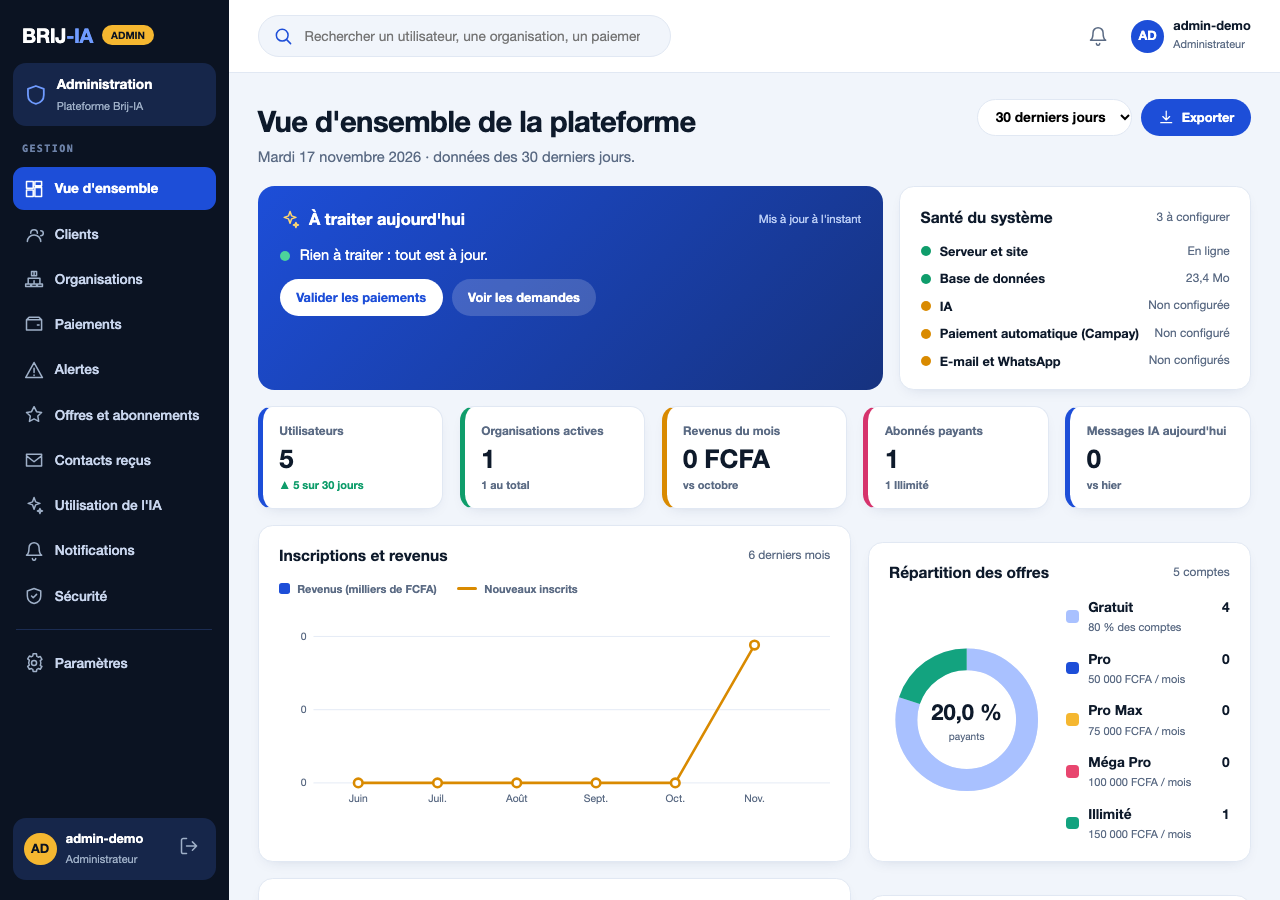 BRIJ-IA ADMIN
Administration
Plateforme Brij-IA
GESTION
Vue d'ensemble
Clients
Organisations
Paiements
Alertes
Offres et abonnements
Contacts reçus
Utilisation de l'IA
Notifications
Sécurité
Paramètres
AD admin-demo
Administrateur
Rechercher un utilisateur, une organisation, un paiemer
AD admin-demo
Administrateur
Vue d'ensemble de la plateforme
Mardi 17 novembre 2026 · données des 30 derniers jours.
30 derniers jours
Exporter
À traiter aujourd'hui
Mis à jour à l'instant
Rien à traiter : tout est à jour.
Valider les paiements
Voir les demandes
Santé du système
3 à configurer
Serveur et site En ligne
Base de données 23,4 Mo
IA Non configurée
Paiement automatique (Campay) Non configuré
E-mail et WhatsApp Non configurés
Utilisateurs
5
▲ 5 sur 30 jours
Organisations actives
1
1 au total
Revenus du mois
0 FCFA
vs octobre
Abonnés payants
1
1 Illimité
Messages IA aujourd'hui
0
vs hier
Inscriptions et revenus
6 derniers mois
Revenus (milliers de FCFA)
Nouveaux inscrits
0
0
0
Juin Juil. Août Sept. Oct. Nov.
Répartition des offres
5 comptes
20,0 %
payants
Gratuit 4
80 % des comptes
Pro 0
50 000 FCFA / mois
Pro Max 0
75 000 FCFA / mois
Méga Pro 0
100 000 FCFA / mois
Illimité 1
150 000 FCFA / mois